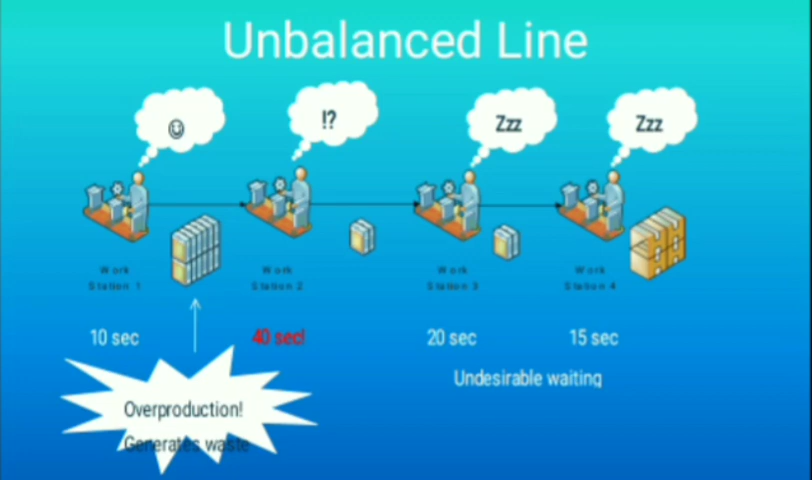 Unbalanced Line
☺
!?
Zzz
Zzz
Work
Station 1
Work
Station 2
Work
Station 3
Work
Station 4
10 sec
40 sec!
20 sec
15 sec
Undesirable waiting
Overproduction!
Generates waste